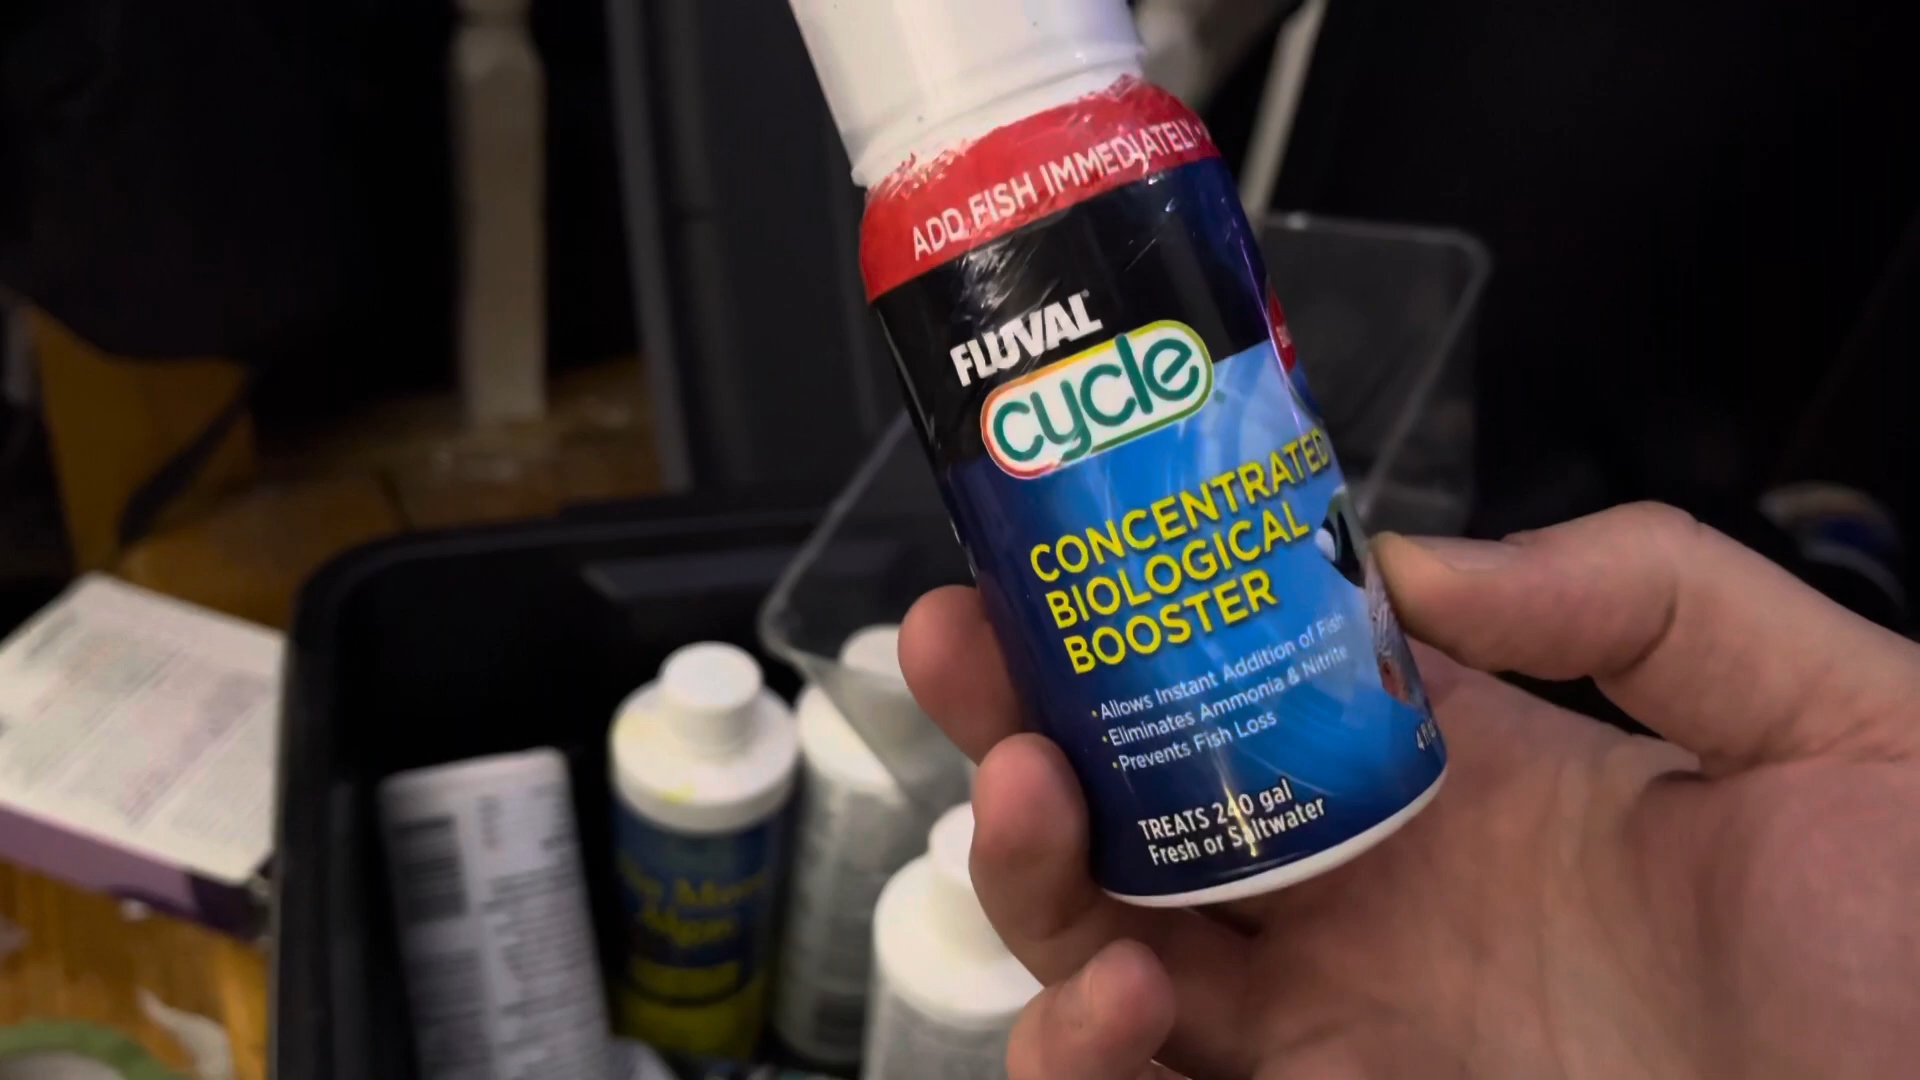 ADD FISH IMMEDIATELY
FLUVAL
cycle
CONCENTRATED
BIOLOGICAL
BOOSTER
• Allows Instant Addition of Fish
• Eliminates Ammonia & Nitrite
• Prevents Fish Loss
TREATS 240 gal
Fresh or Saltwater
Algae